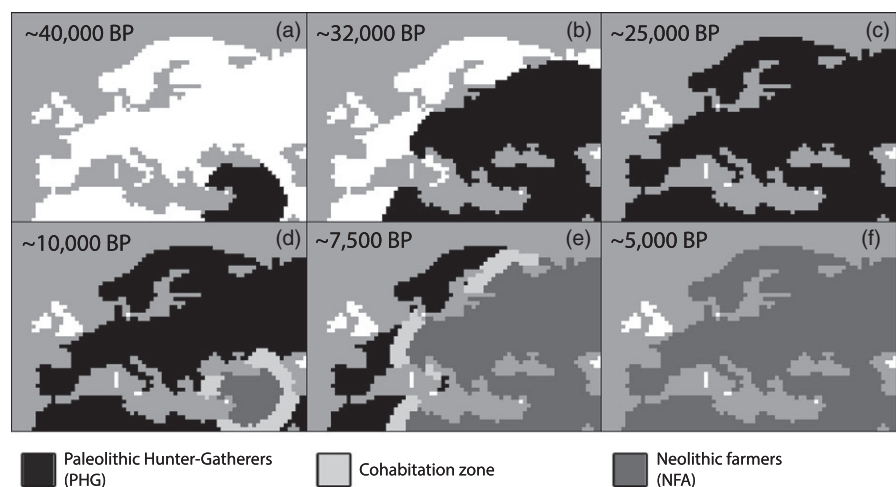 ~40,000 BP (a)
~32,000 BP (b)
~25,000 BP (c)
~10,000 BP (d)
~7,500 BP (e)
~5,000 BP (f)
Paleolithic Hunter-Gatherers
(PHG)
Cohabitation zone
Neolithic farmers
(NFA)